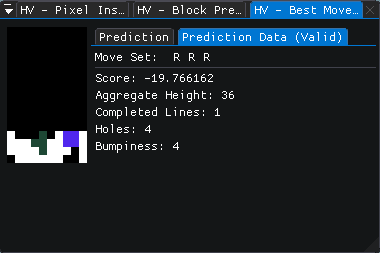 HV - Pixel Ins… HV - Block Pre… HV - Best Move…
Prediction Prediction Data (Valid)
Move Set: R R R
Score: -19.766162
Aggregate Height: 36
Completed Lines: 1
Holes: 4
Bumpiness: 4